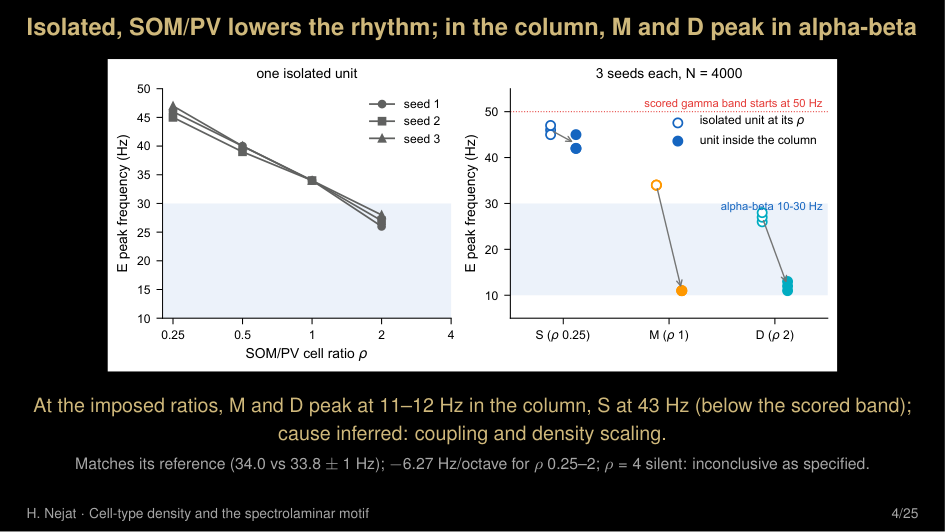 Isolated, SOM/PV lowers the rhythm; in the column, M and D peak in alpha-beta
one isolated unit
50
45
40
35
30
25
20
15
10
E peak frequency (Hz)
seed 1
seed 2
seed 3
0.25
0.5
1
2
4
SOM/PV cell ratio ρ
3 seeds each, N = 4000
50
40
30
20
10
E peak frequency (Hz)
scored gamma band starts at 50 Hz
isolated unit at its ρ
unit inside the column
alpha-beta 10-30 Hz
S (ρ 0.25)
M (ρ 1)
D (ρ 2)
At the imposed ratios, M and D peak at 11–12 Hz in the column, S at 43 Hz (below the scored band);
cause inferred: coupling and density scaling.
Matches its reference (34.0 vs 33.8 ± 1 Hz); −6.27 Hz/octave for ρ 0.25–2; ρ = 4 silent: inconclusive as specified.
H. Nejat · Cell-type density and the spectrolaminar motif
4/25